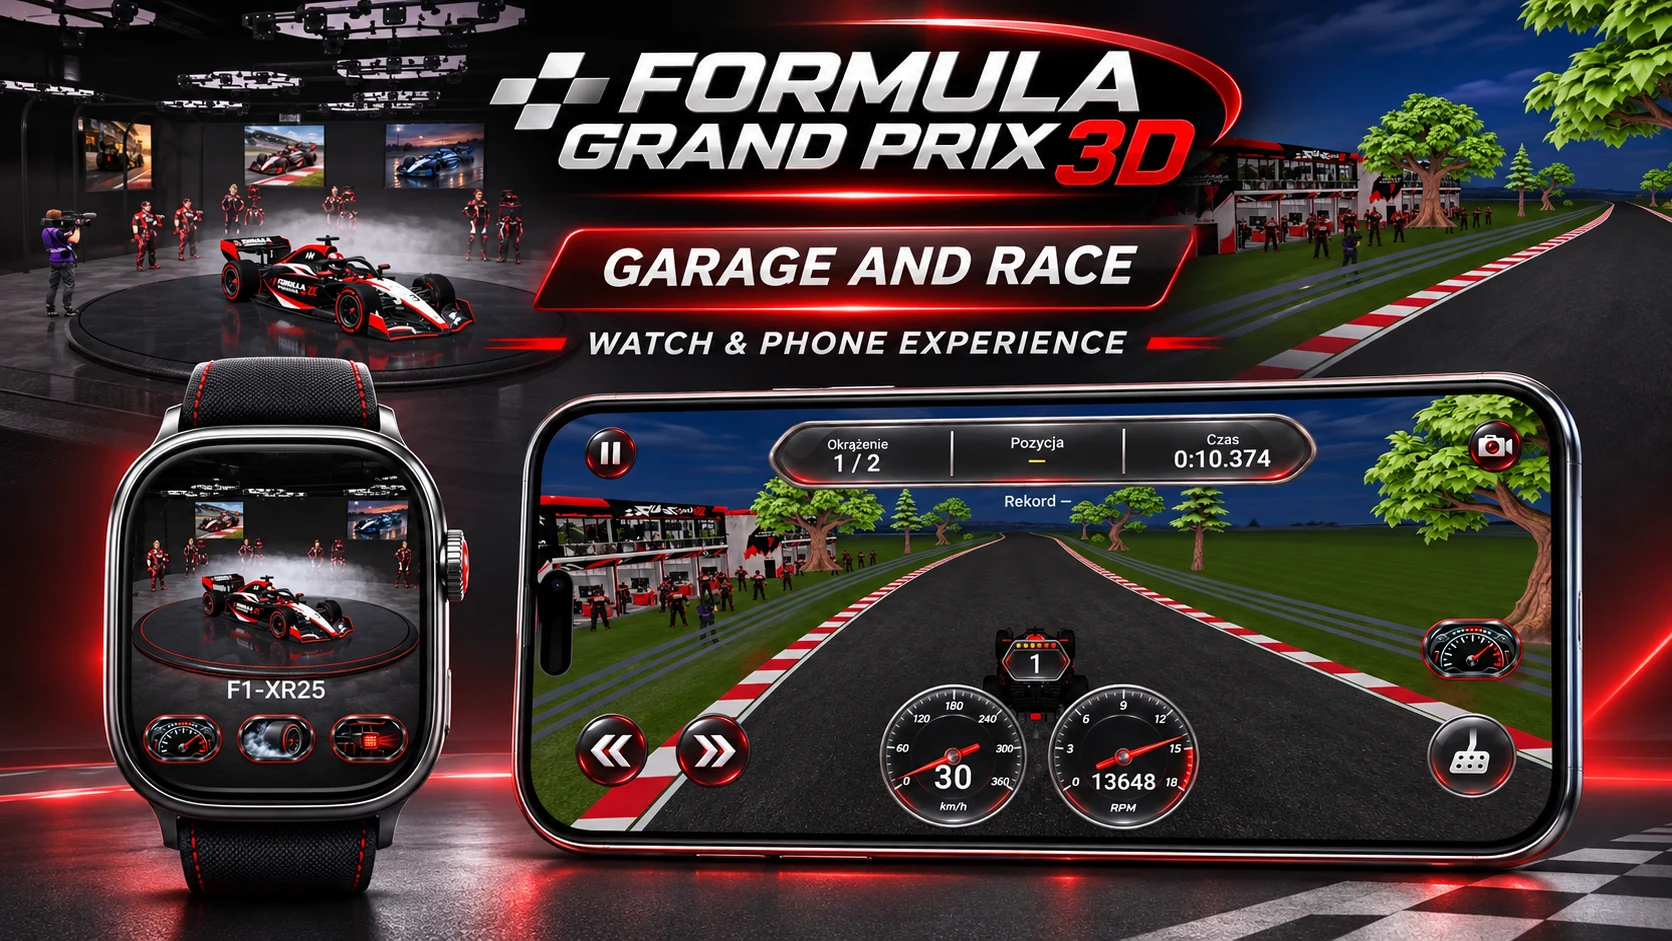 FORMULA
GRAND PRIX 3D
GARAGE AND RACE
WATCH & PHONE EXPERIENCE
F1-XR25
Okrążenie
1 / 2
Pozycja
–
Czas
0:10.374
Rekord –
1
0
60
120
180
240
300
360
30
km/h
0
3
6
9
12
15
18
13648
RPM